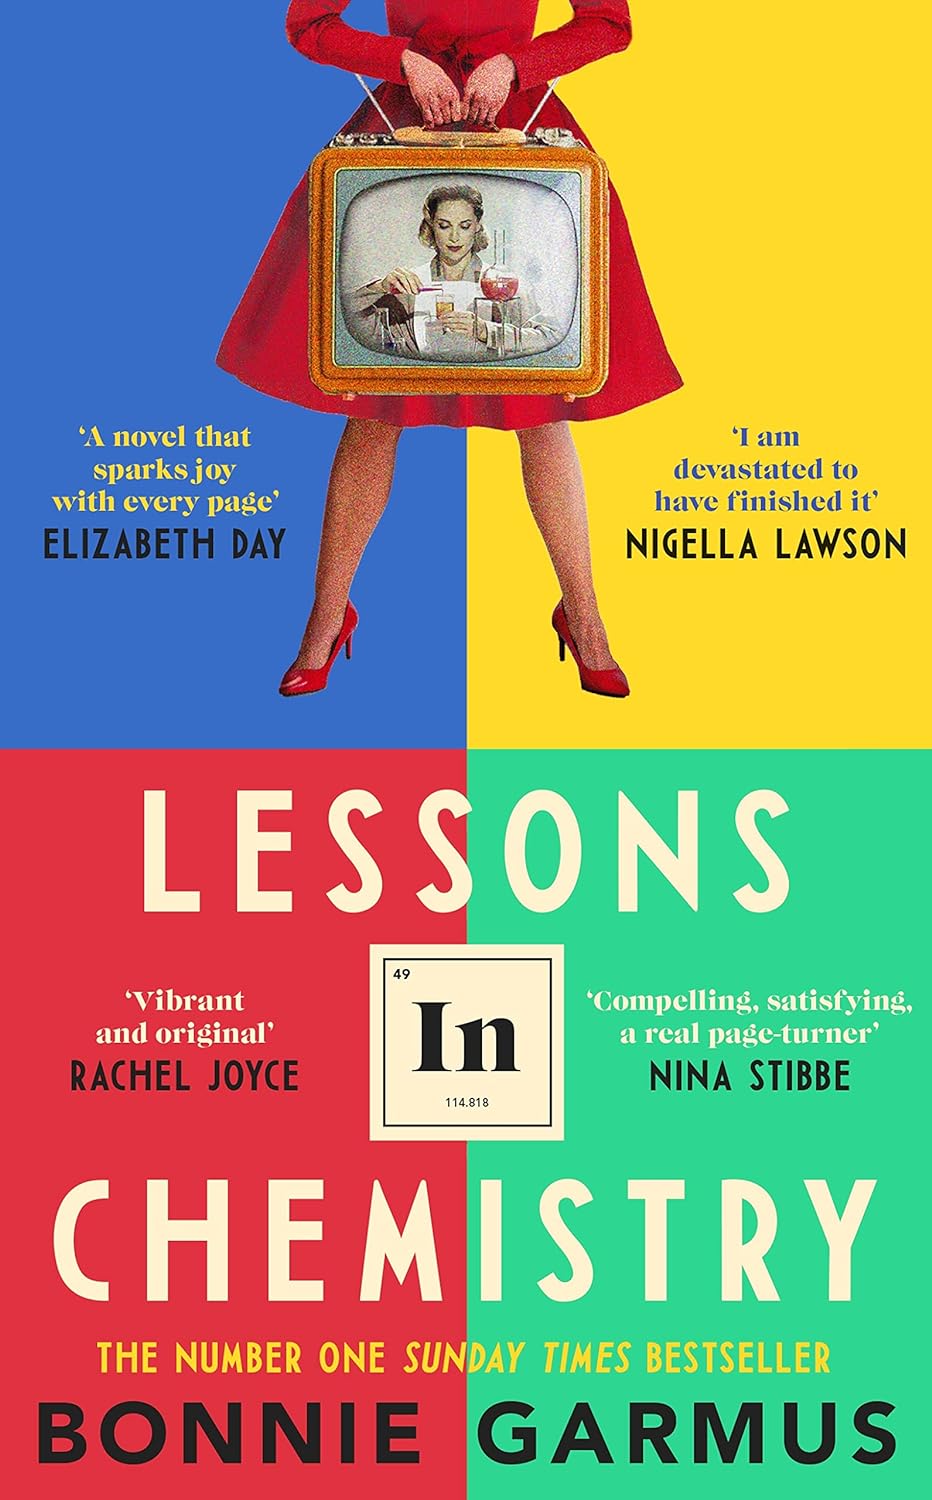 ‘A novel that
sparks joy
with every page’
ELIZABETH DAY
‘I am
devastated to
have finished it’
NIGELLA LAWSON
LESSONS
‘Vibrant
and original’
RACHEL JOYCE
49
In
114.818
‘Compelling, satisfying,
a real page-turner’
NINA STIBBE
CHEMISTRY
THE NUMBER ONE SUNDAY TIMES BESTSELLER
BONNIE GARMUS